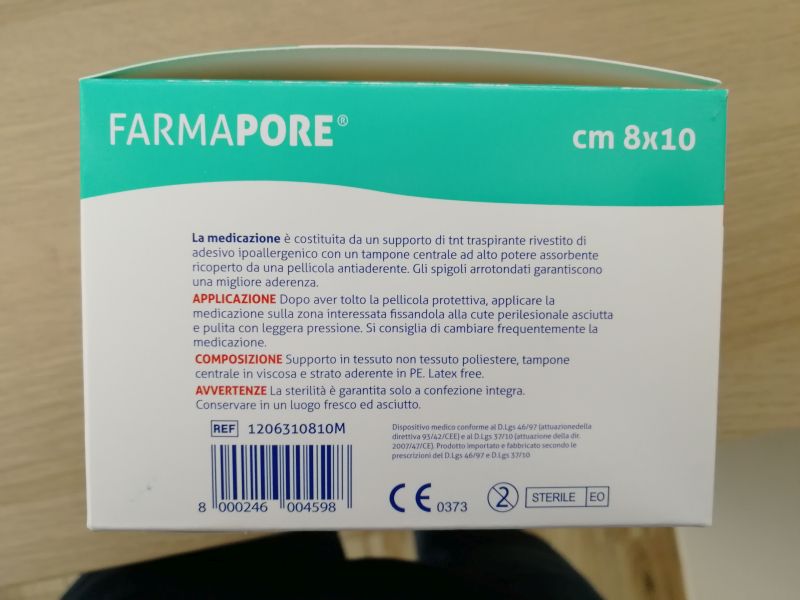 FARMAPORE®
cm 8x10
La medicazione è costituita da un supporto di tnt traspirante rivestito di
adesivo ipoallergenico con un tampone centrale ad alto potere assorbente
ricoperto da una pellicola antiaderente. Gli spigoli arrotondati garantiscono
una migliore aderenza.
APPLICAZIONE Dopo aver tolto la pellicola protettiva, applicare la
medicazione sulla zona interessata fissandola alla cute perilesionale asciutta
e pulita con leggera pressione. Si consiglia di cambiare frequentemente la
medicazione.
COMPOSIZIONE Supporto in tessuto non tessuto poliestere, tampone
centrale in viscosa e strato aderente in PE. Latex free.
AVVERTENZE La sterilità è garantita solo a confezione integra.
Conservare in un luogo fresco ed asciutto.
REF 1206310810M
8 000246 004598
Dispositivo medico conforme al D.Lgs 46/97 (attuazionedella
direttiva 93/42/CEE) e al D.Lgs 37/10 (attuazione della dir.
2007/47/CE). Prodotto importato e fabbricato secondo le
prescrizioni del D.Lgs 46/97 e D.Lgs 37/10
CE 0373
2
STERILE EO